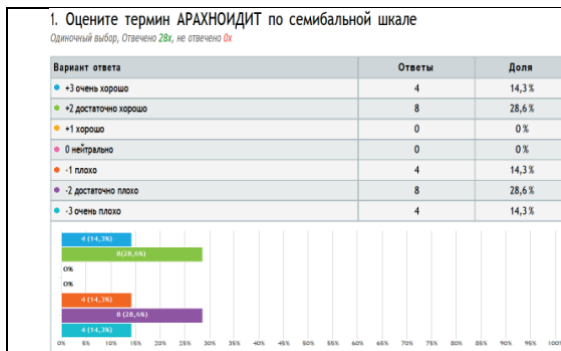 1. Оцените термин АРАХНОИДИТ по семибальной шкале
Одиночный выбор, Отвечено 28x, не отвечено 0x
Вариант ответа Ответы Доля
+3 очень хорошо 4 14,3%
+2 достаточно хорошо 8 28,6%
+1 хорошо 0 0%
0 нейтрально 0 0%
-1 плохо 4 14,3%
-2 достаточно плохо 8 28,6%
-3 очень плохо 4 14,3%
4 (14,3%)
8(28,6%)
0%
0%
4 (14,3%)
8 (28,6%)
4 (14,3%)
0% 5% 10% 15% 20% 25% 30% 35% 40% 45% 50% 55% 60% 65% 70% 75% 80% 85% 90% 95% 100%